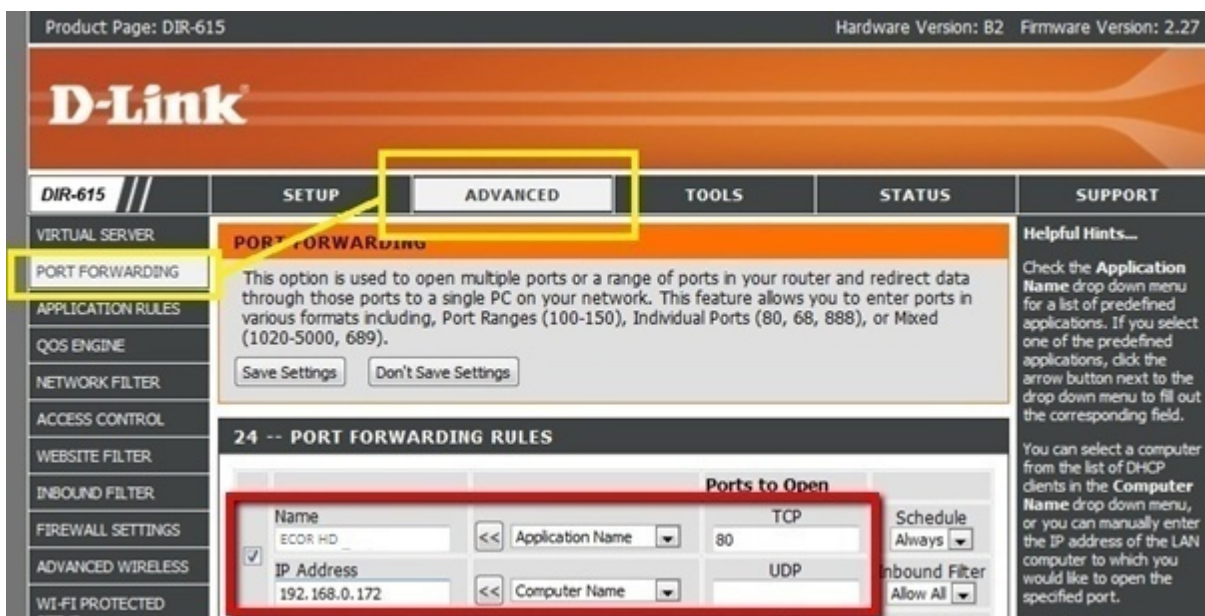 Product Page: DIR-615
Hardware Version: B2 Firmware Version: 2.27
D-Link
DIR-615 SETUP ADVANCED TOOLS STATUS SUPPORT
VIRTUAL SERVER
PORT FORWARDING
APPLICATION RULES
QOS ENGINE
NETWORK FILTER
ACCESS CONTROL
WEBSITE FILTER
INBOUND FILTER
FIREWALL SETTINGS
ADVANCED WIRELESS
WI-FI PROTECTED
PORT FORWARDING
This option is used to open multiple ports or a range of ports in your router and redirect data
through those ports to a single PC on your network. This feature allows you to enter ports in
various formats including, Port Ranges (100-150), Individual Ports (80, 68, 888), or Mixed
(1020-5000, 689).
Save Settings Don't Save Settings
24 -- PORT FORWARDING RULES
Ports to Open
Name TCP Schedule
ECOR HD_ << Application Name 80 Always
IP Address UDP Inbound Filter
192.168.0.172 << Computer Name Allow All
Helpful Hints...
Check the Application
Name drop down menu
for a list of predefined
applications. If you select
one of the predefined
applications, click the
arrow button next to the
drop down menu to fill out
the corresponding field.
You can select a computer
from the list of DHCP
clients in the Computer
Name drop down menu,
or you can manually enter
the IP address of the LAN
computer to which you
would like to open the
specified port.